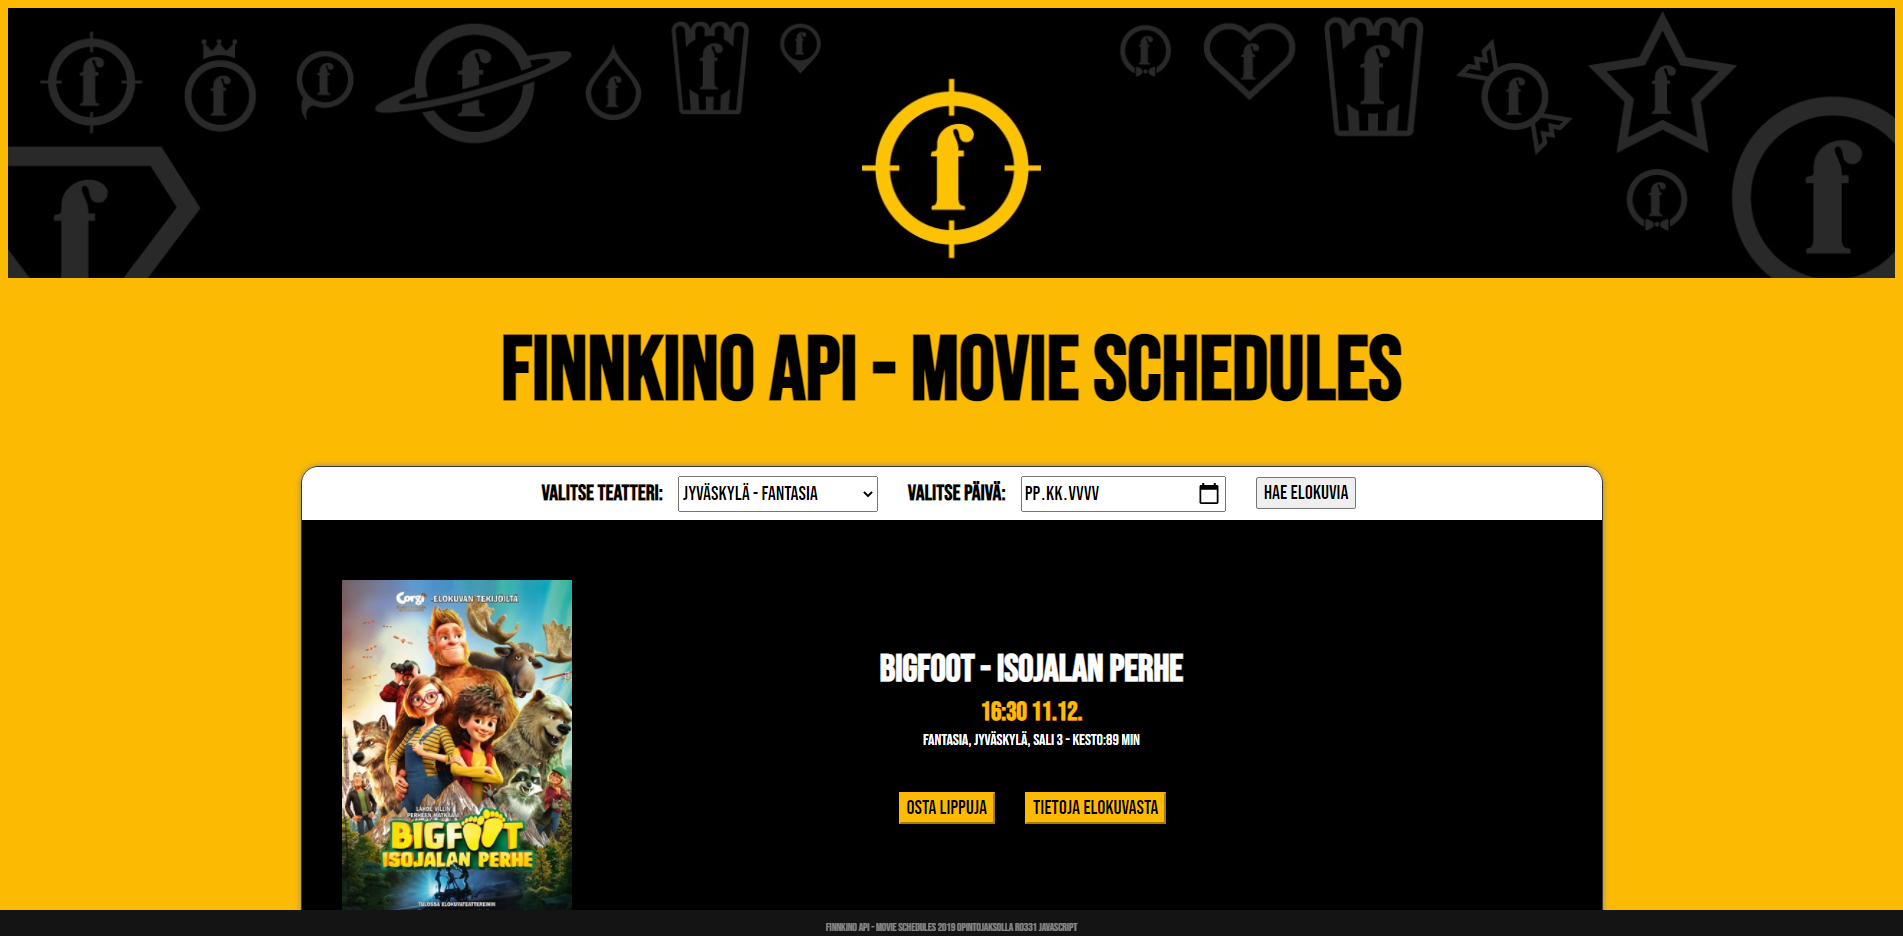 FINNKINO API - MOVIE SCHEDULES
VALITSE TEATTERI: JYVÄSKYLÄ - FANTASIA VALITSE PÄIVÄ: PP.KK.VVVV HAE ELOKUVIA
Corgi -ELOKUVAN TEKIJÖILTÄ
LÄHDE VILLIN
PERHEEN MATKAAN
BIGFOOT
ISOJALAN PERHE
TULOSSA ELOKUVATEATTEREIHIN
BIGFOOT - ISOJALAN PERHE
16:30 11.12.
FANTASIA, JYVÄSKYLÄ, SALI 3 - KESTO:89 MIN
OSTA LIPPUJA TIETOJA ELOKUVASTA
FINNKINO API - MOVIE SCHEDULES 2019 OPINTOJAKSOLLA RO331 JAVASCRIPT